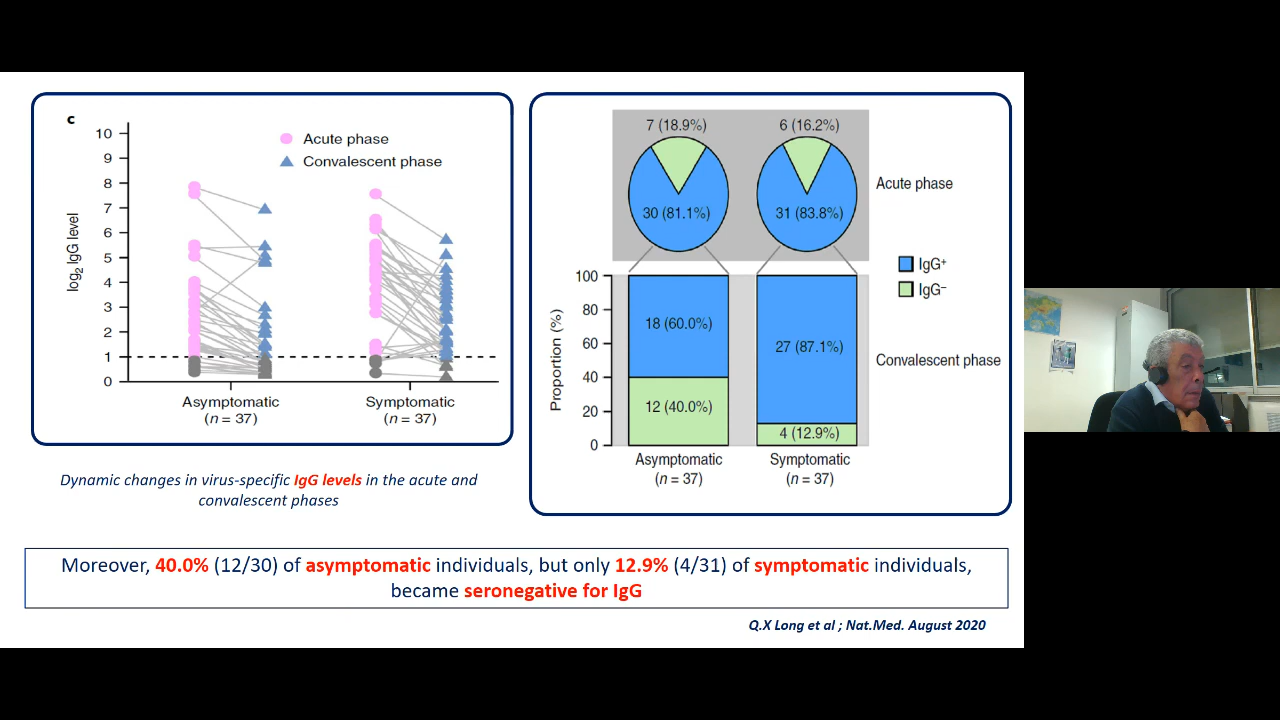 c
10
9
8
7
6
5
4
3
2
1
0
log2 IgG level
Acute phase
Convalescent phase
Asymptomatic
(n = 37)
Symptomatic
(n = 37)
Dynamic changes in virus-specific IgG levels in the acute and
convalescent phases
7 (18.9%)
6 (16.2%)
30 (81.1%)
31 (83.8%)
Acute phase
IgG+
IgG−
100
80
60
40
20
0
Proportion (%)
18 (60.0%)
27 (87.1%)
12 (40.0%)
4 (12.9%)
Convalescent phase
Asymptomatic
(n = 37)
Symptomatic
(n = 37)
Moreover, 40.0% (12/30) of asymptomatic individuals, but only 12.9% (4/31) of symptomatic individuals,
became seronegative for IgG
Q.X Long et al ; Nat.Med. August 2020